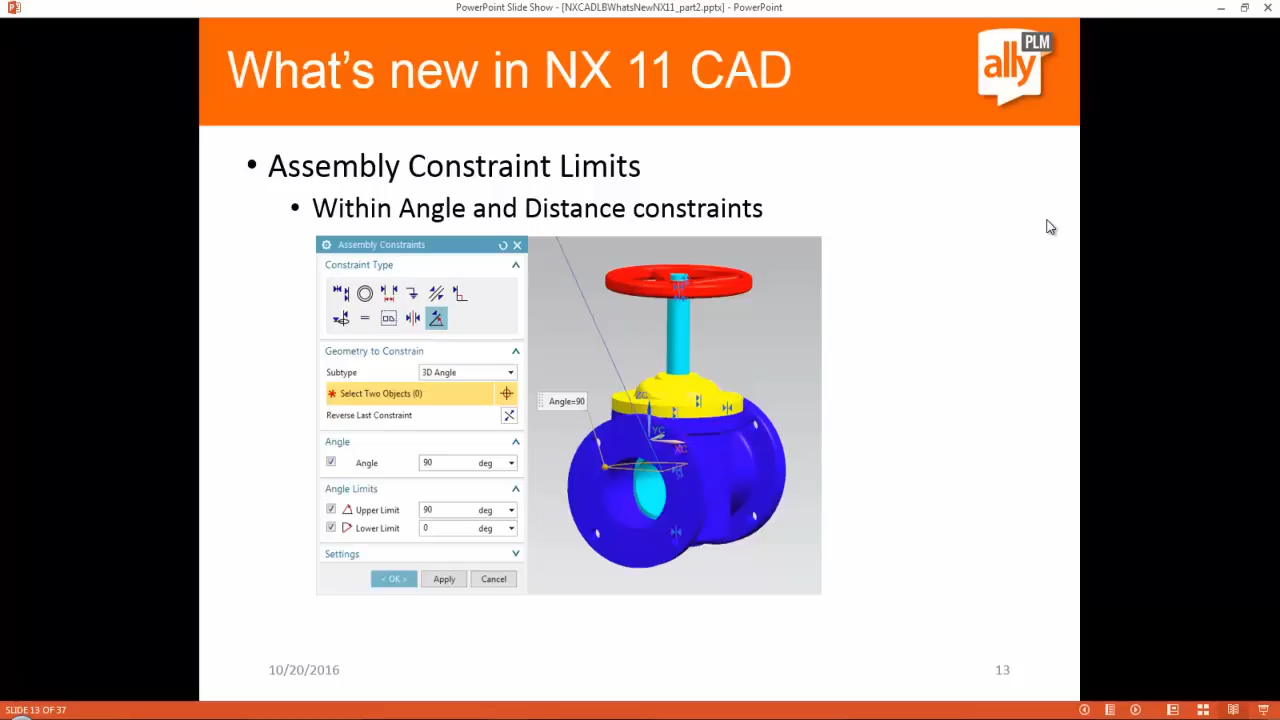 PowerPoint Slide Show - [NXCADLBWhatsNewNX11_part2.pptx] - PowerPoint
What's new in NX 11 CAD
PLM
ally
• Assembly Constraint Limits
• Within Angle and Distance constraints
Assembly Constraints
Constraint Type
Geometry to Constrain
Subtype 3D Angle
* Select Two Objects (0)
Reverse Last Constraint
Angle
Angle 90 deg
Angle Limits
Upper Limit 90 deg
Lower Limit 0 deg
Settings
< OK > Apply Cancel
Angle=90
ZC
YC
XC
10/20/2016
13
SLIDE 13 OF 37